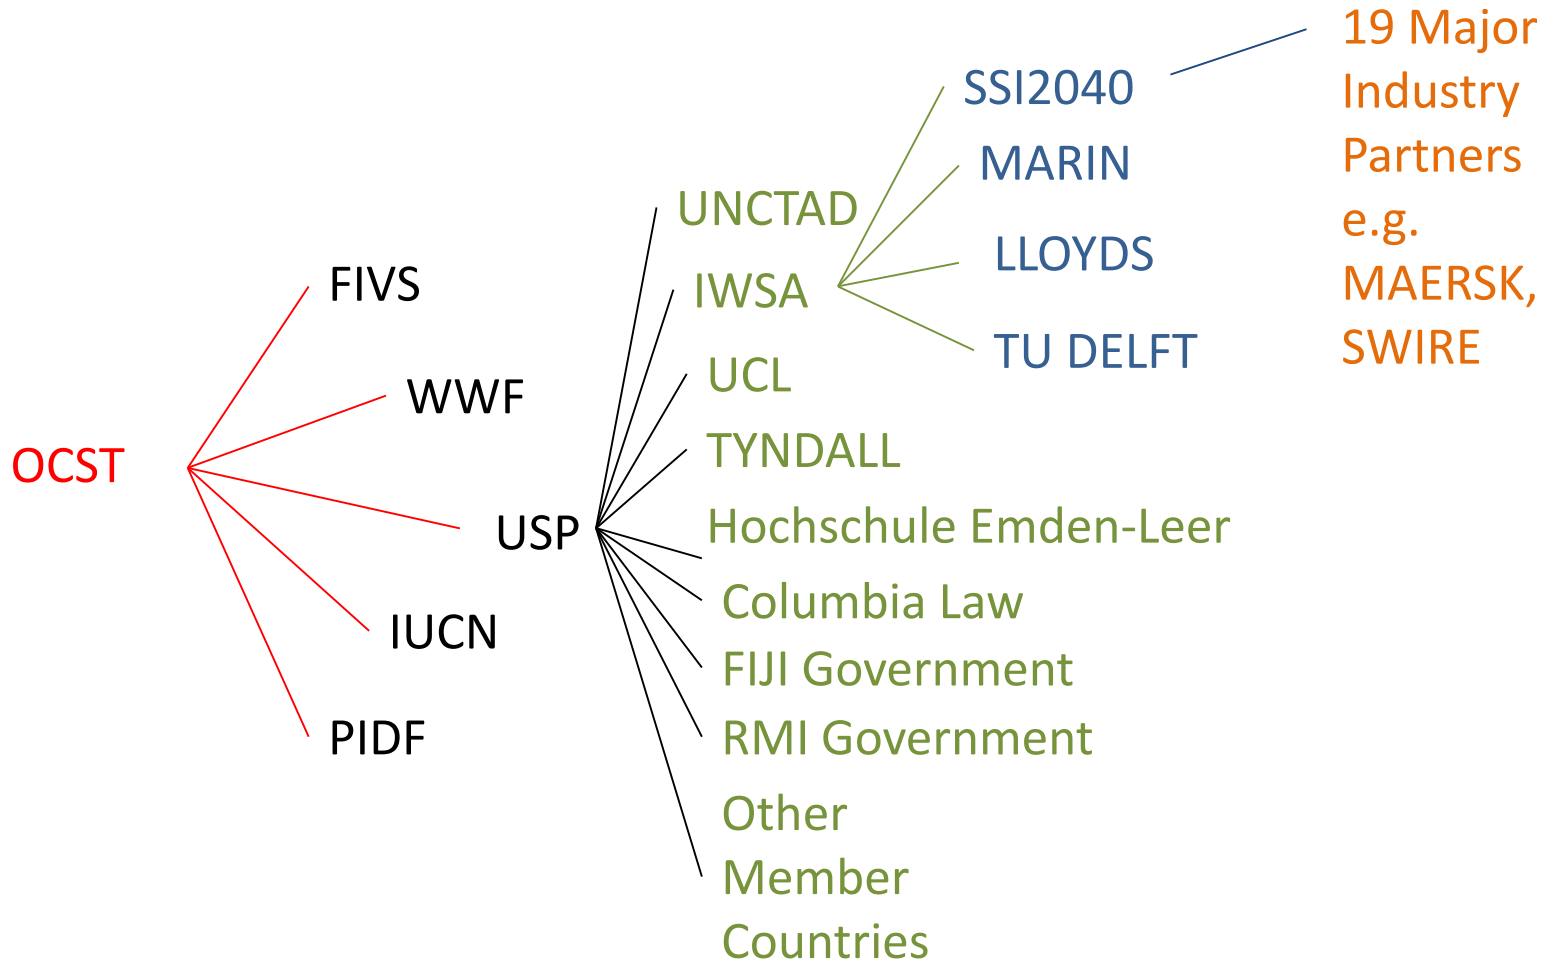 OCST
FIVS
WWF
USP
IUCN
PIDF
UNCTAD
IWSA
UCL
TYNDALL
Hochschule Emden-Leer
Columbia Law
FIJI Government
RMI Government
Other
Member
Countries
SSI2040
MARIN
LLOYDS
TU DELFT
19 Major
Industry
Partners
e.g.
MAERSK,
SWIRE